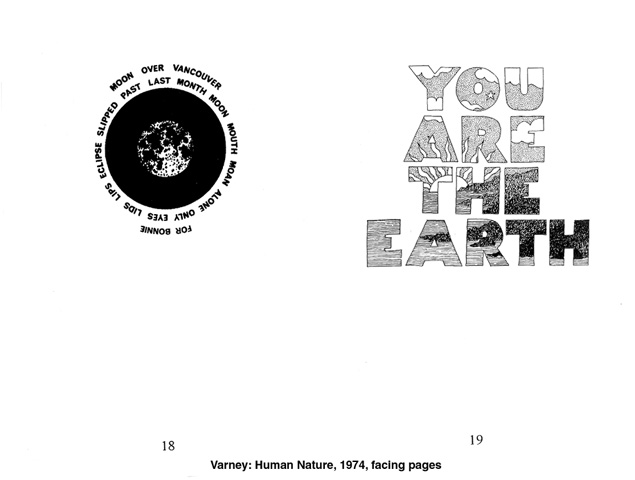 MOON OVER VANCOUVER
SLIPPED PAST LAST MONTH MOON MOUTH MOAN ALONE ONLY EYES LIDS LIPS ECLIPSE
FOR BONNIE
18
YOU
ARE
THE
EARTH
19
Varney: Human Nature, 1974, facing pages